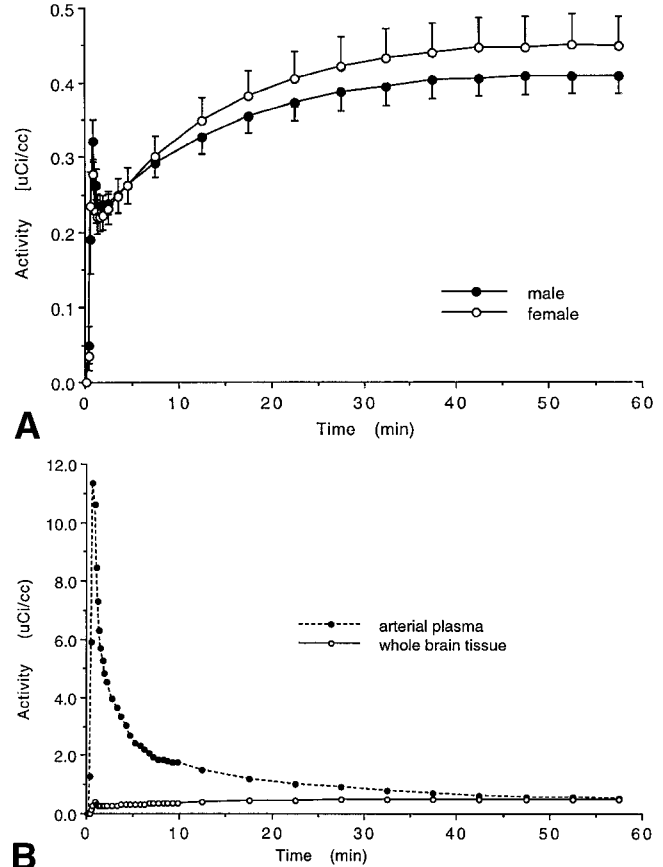 0.5
0.4
0.3
0.2
0.1
0.0
Activity [uCi/cc)
male
female
0 10 20 30 40 50 60
Time (min)
A
12.0
10.0
8.0
6.0
4.0
2.0
0.0
Activity (uCi/cc)
arterial plasma
whole brain tissue
0 10 20 30 40 50 60
Time (min)
B